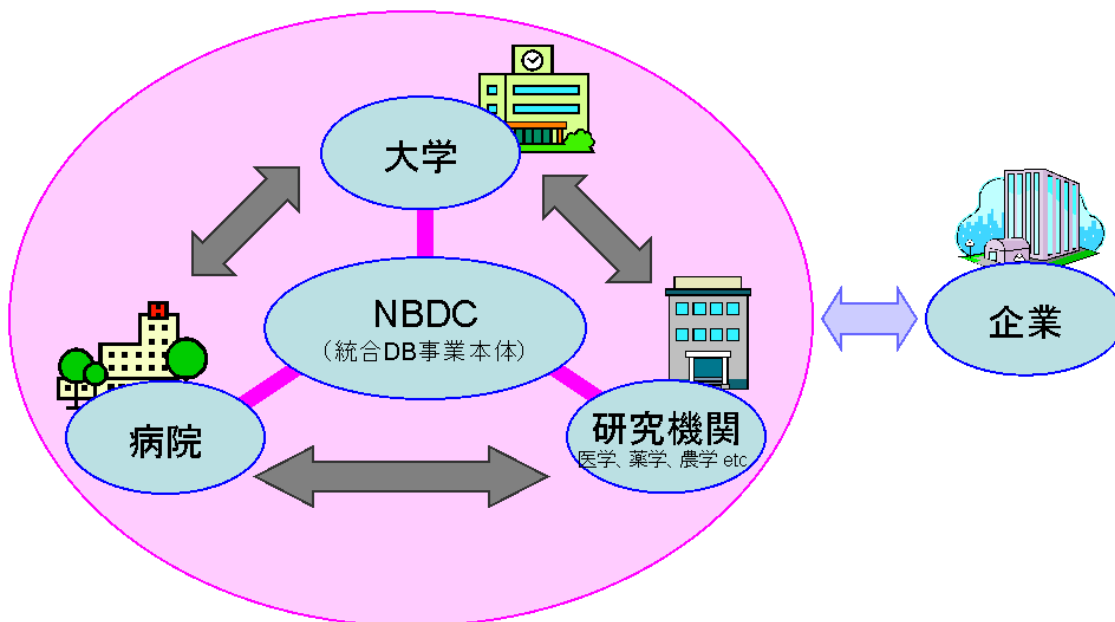 大学
NBDC
（統合DB事業本体）
企業
病院
研究機関
医学、薬学、農学 etc
H